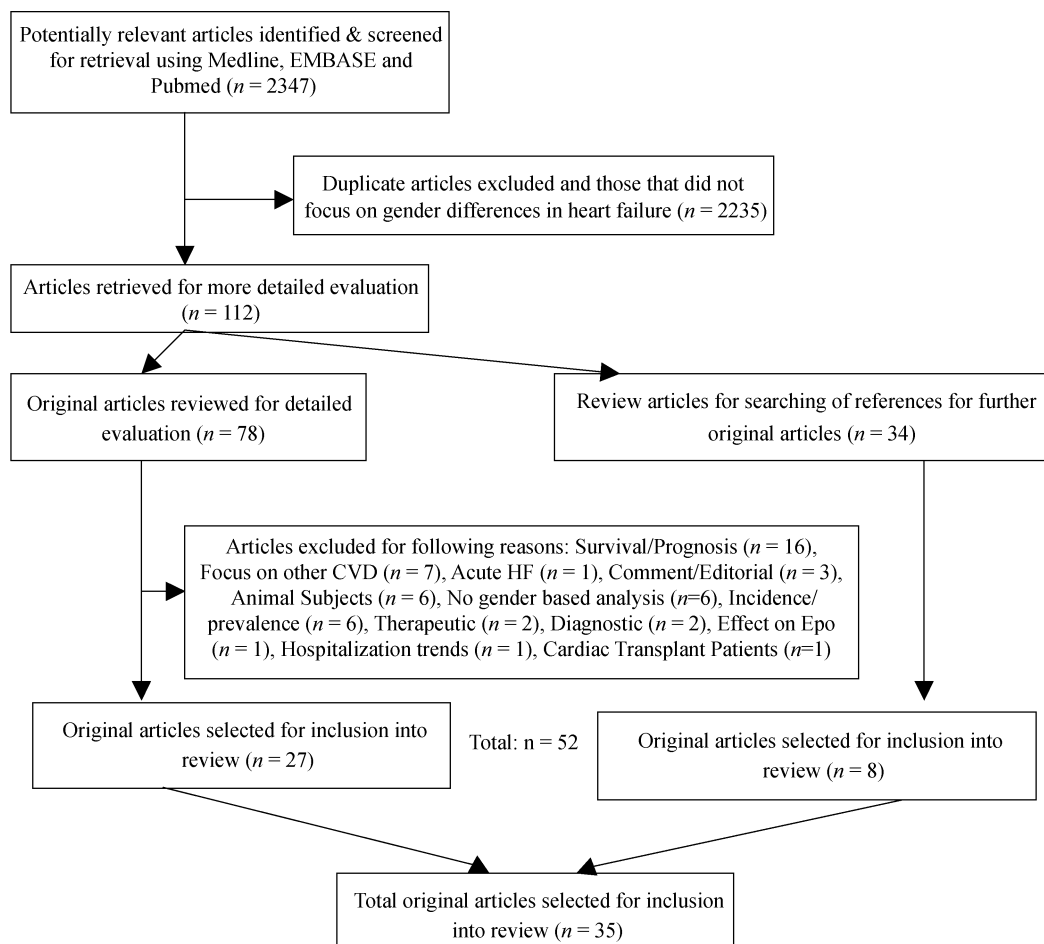 Potentially relevant articles identified & screened
for retrieval using Medline, EMBASE and
Pubmed (n = 2347)
Duplicate articles excluded and those that did not
focus on gender differences in heart failure (n = 2235)
Articles retrieved for more detailed evaluation
(n = 112)
Original articles reviewed for detailed
evaluation (n = 78)
Review articles for searching of references for further
original articles (n = 34)
Articles excluded for following reasons: Survival/Prognosis (n = 16),
Focus on other CVD (n = 7), Acute HF (n = 1), Comment/Editorial (n = 3),
Animal Subjects (n = 6), No gender based analysis (n=6), Incidence/
prevalence (n = 6), Therapeutic (n = 2), Diagnostic (n = 2), Effect on Epo
(n = 1), Hospitalization trends (n = 1), Cardiac Transplant Patients (n=1)
Original articles selected for inclusion into
review (n = 27)
Total: n = 52
Original articles selected for inclusion into
review (n = 8)
Total original articles selected for inclusion
into review (n = 35)